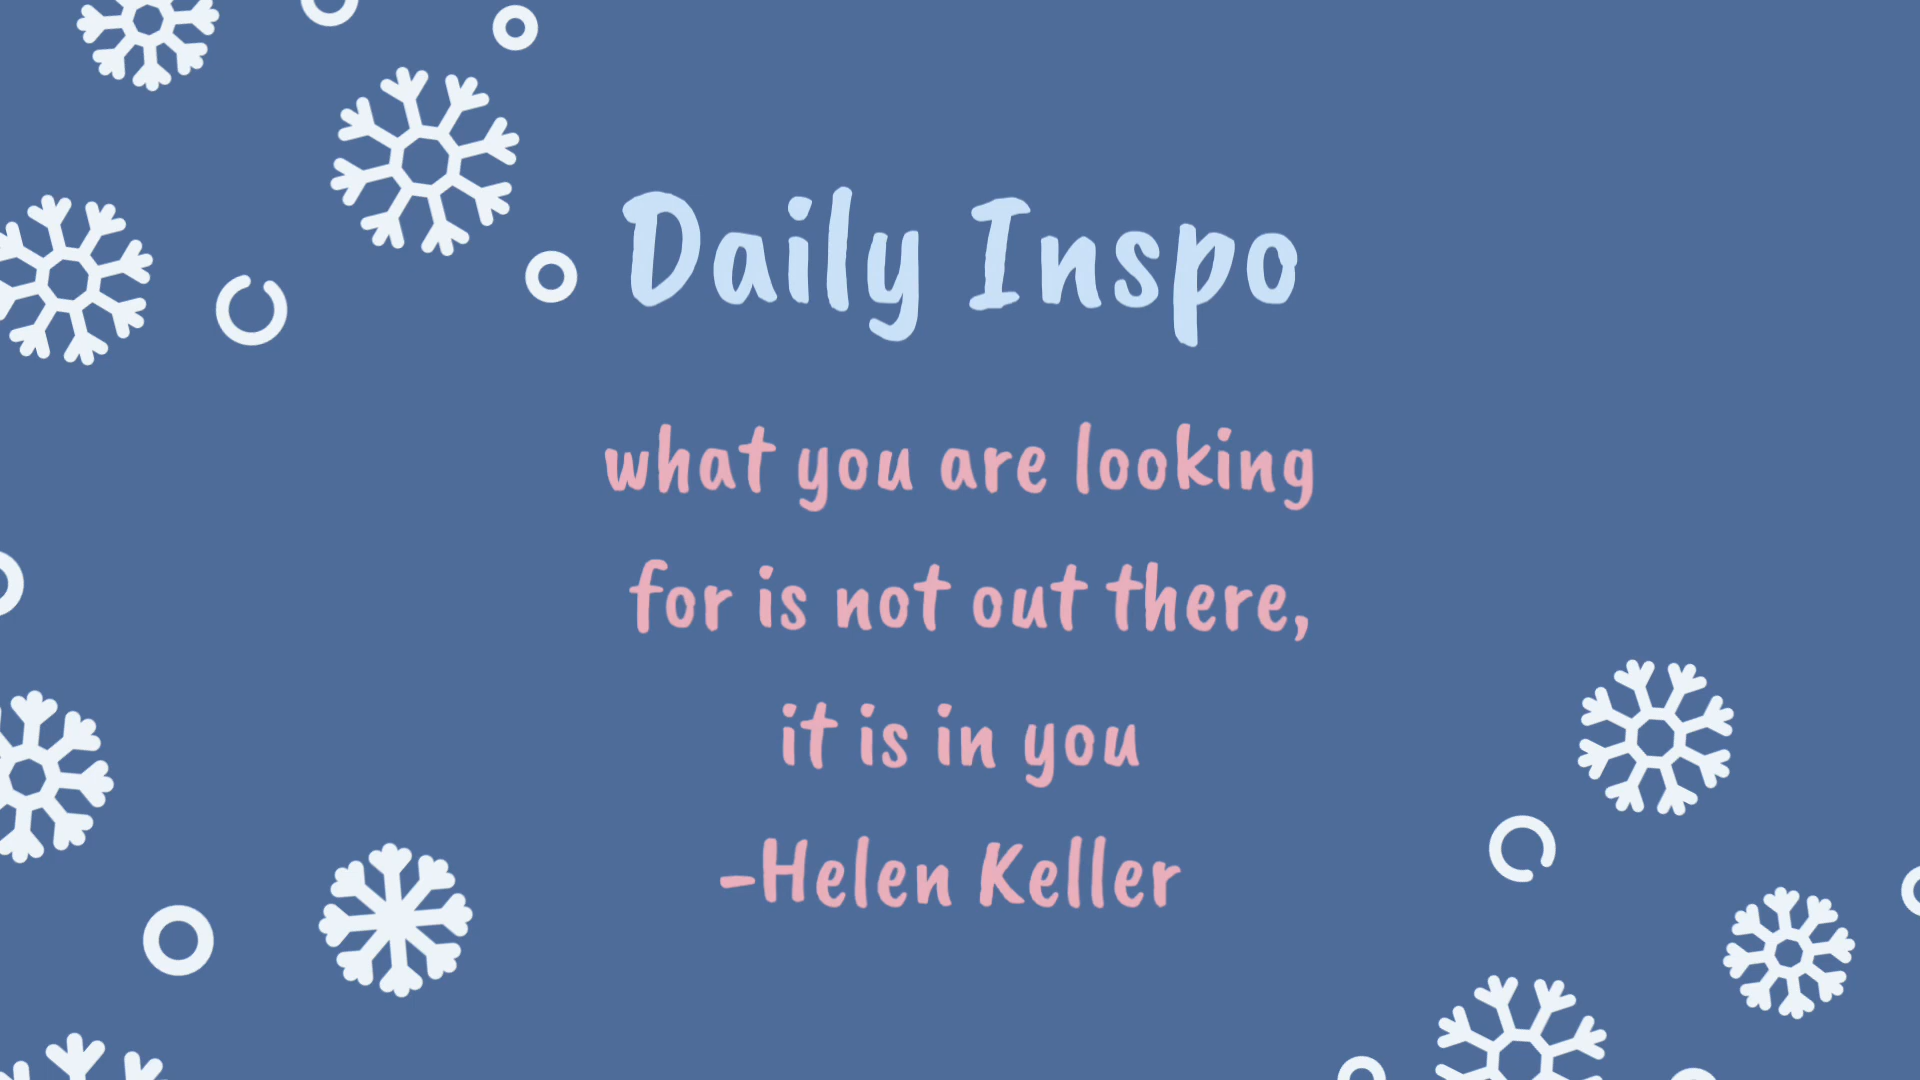 Daily Inspo
what you are looking
for is not out there,
it is in you
-Helen Keller